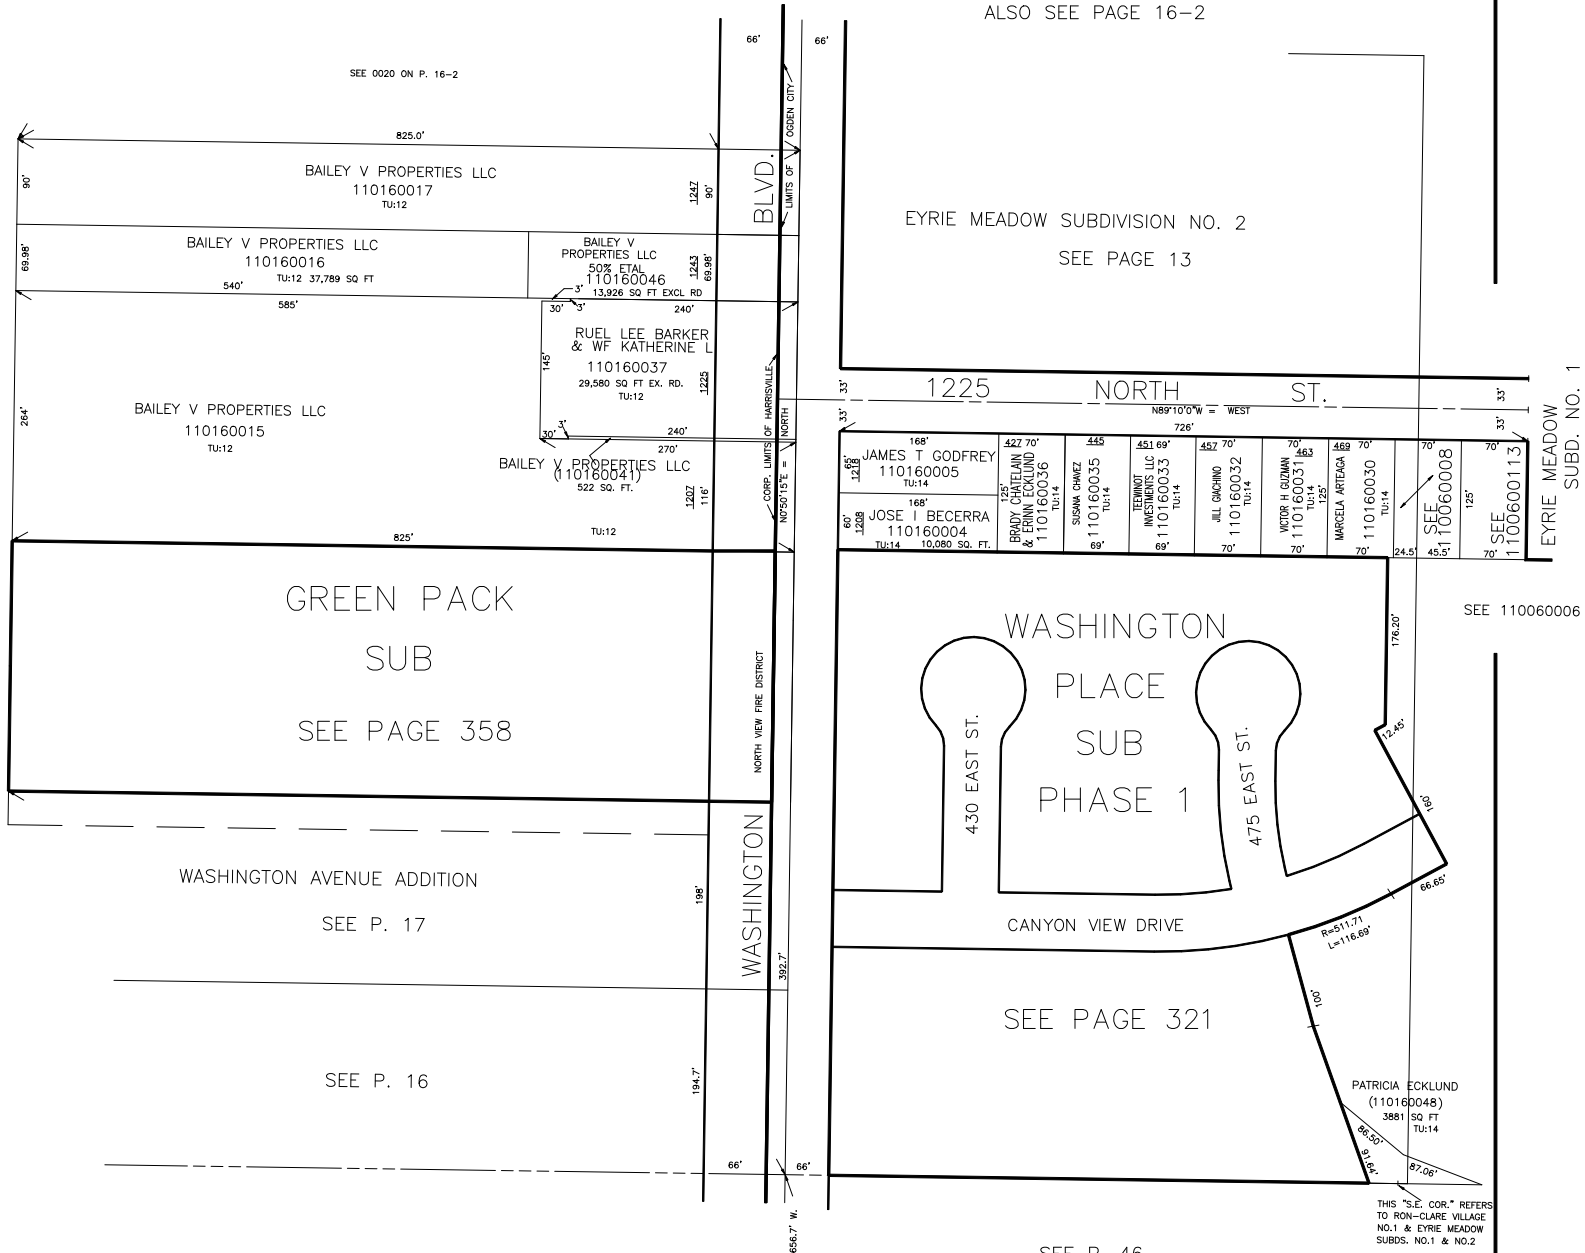 ALSO SEE PAGE 16-2
66'
66'
SEE 0020 ON P. 16-2
LIMITS OF OGDEN CITY
825.0'
BAILEY V PROPERTIES LLC
110160017
TU:12
90'
1247
90'
BLVD.
BAILEY V PROPERTIES LLC
110160016
TU:12 37,789 SQ FT
69.98'
540'
BAILEY V
PROPERTIES LLC
50% ETAL
110160046
13,926 SQ FT EXCL RD
1243
69.98'
585'
3'
3'
30'
240'
RUEL LEE BARKER
& WF KATHERINE L
110160037
29,580 SQ FT EX. RD.
TU:12
145'
1225
BAILEY V PROPERTIES LLC
110160015
TU:12
264'
3'
30'
240'
270'
BAILEY V PROPERTIES LLC
(110160041)
522 SQ. FT.
1207
116'
TU:12
825'
CORP. LIMITS OF HARRISVILLE
N0°50'15"E = NORTH
EYRIE MEADOW SUBDIVISION NO. 2
SEE PAGE 13
33'
33'
1225 NORTH ST.
N89°10'0"W = WEST
726'
33'
33'
EYRIE MEADOW
SUBD. NO. 1
168'
65'
1218
JAMES T GODFREY
110160005
TU:14
168'
60'
1208
JOSE I BECERRA
110160004
TU:14 10,080 SQ. FT.
427 70'
125'
BRADY CHATELAIN
& ERINN ECKLUND
110160036
TU:14
445
SUSANA CHAVEZ
110160035
TU:14
69'
451 69'
TEEWINOT
INVESTMENTS LLC
110160033
TU:14
69'
457 70'
JILL GIACHINO
110160032
TU:14
70'
70'
463
VICTOR H GUZMAN
110160031
TU:14
125'
70'
469
MARCELA ARTEAGA
110160030
TU:14
70'
70'
SEE
110060008
24.5'
45.5'
125'
70'
SEE
110060113
70'
SEE 110060006
GREEN PACK
SUB
SEE PAGE 358
NORTH VIEW FIRE DISTRICT
WASHINGTON
PLACE
SUB
PHASE 1
430 EAST ST.
475 EAST ST.
176.20'
12.45'
160'
66.65'
R=511.71
L=116.69'
CANYON VIEW DRIVE
WASHINGTON AVENUE ADDITION
SEE P. 17
198'
WASHINGTON
392.7'
SEE PAGE 321
100'
SEE P. 16
194.7'
PATRICIA ECKLUND
(110160048)
3881 SQ FT
TU:14
86.50'
91.64'
87.06'
66'
66'
656.7' W.
THIS "S.E. COR." REFERS
TO RON-CLARE VILLAGE
NO.1 & EYRIE MEADOW
SUBDS. NO.1 & NO.2
SEE P. 46